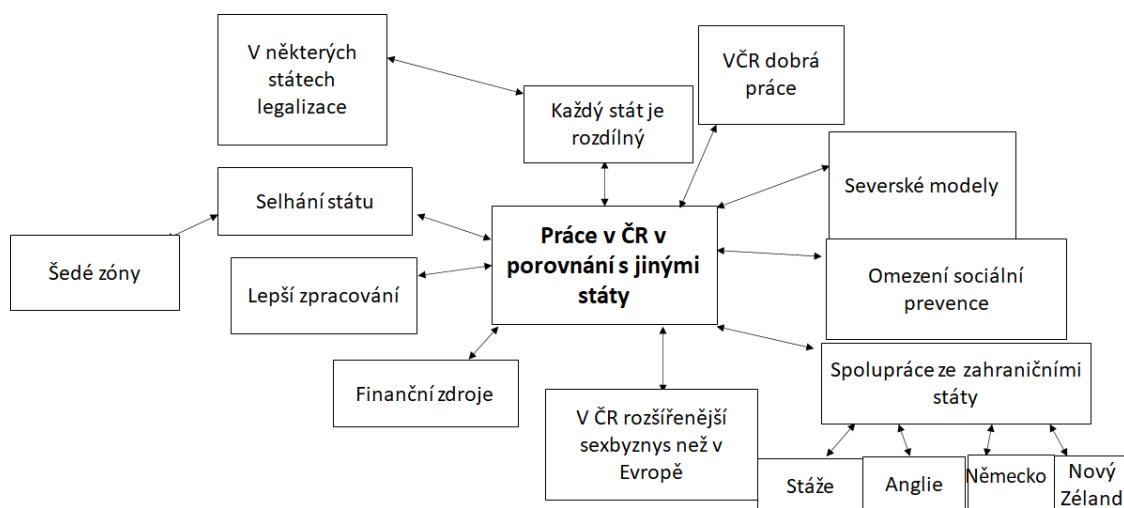 V některých
státech
legalizace
VČR dobrá
práce
Každý stát je
rozdílný
Severské modely
Selhání státu
Práce v ČR v
porovnání s jinými
státy
Šedé zóny
Omezení sociální
prevence
Lepší zpracování
Spolupráce ze zahraničními
státy
Finanční zdroje
V ČR rozšířenější
sexbyznys než v
Evropě
Stáže
Anglie
Německo
Nový
Zéland